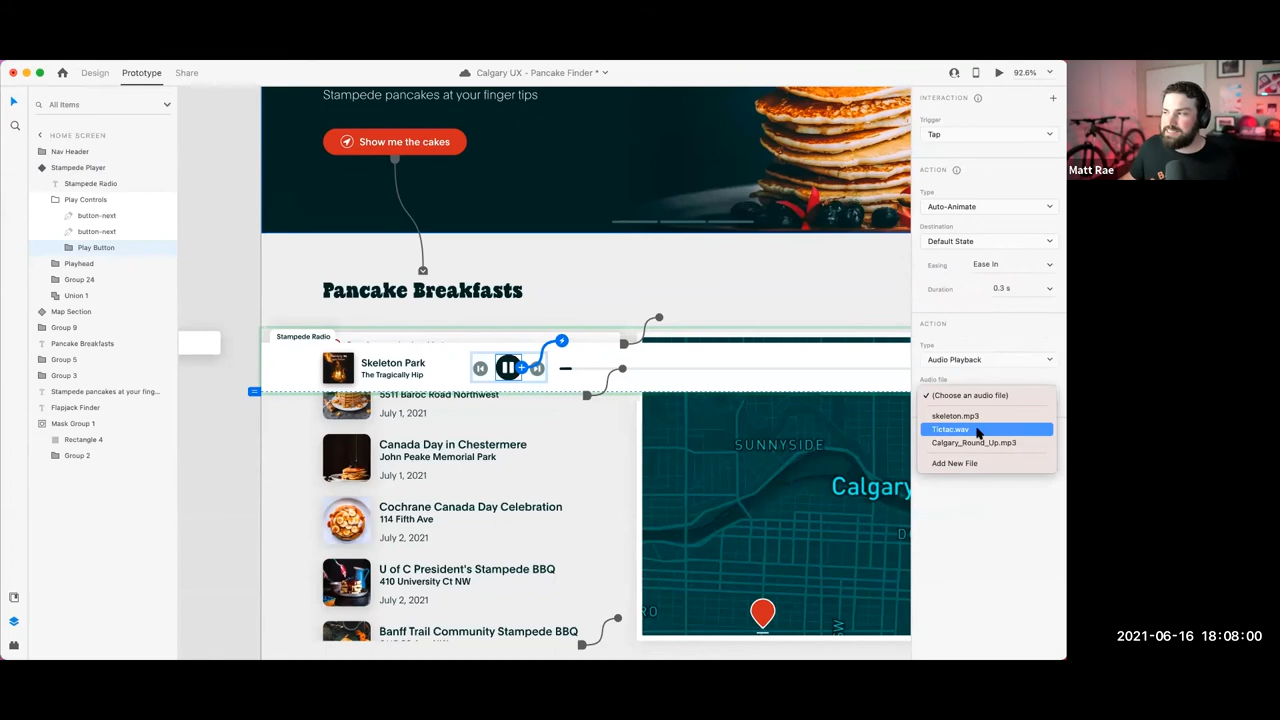 Design
Prototype
Share
Calgary UX - Pancake Finder *
92.6%
All Items
HOME SCREEN
Nav Header
Stampede Player
Stampede Radio
Play Controls
button-next
button-next
Play Button
Playhead
Group 24
Union 1
Map Section
Group 9
Pancake Breakfasts
Group 5
Group 3
Stampede pancakes at your fing...
Flapjack Finder
Mask Group 1
Rectangle 4
Group 2
Stampede pancakes at your finger tips
Show me the cakes
Pancake Breakfasts
Stampede Radio
Skeleton Park
The Tragically Hip
5511 Baroc Road Northwest
July 1, 2021
Canada Day in Chestermere
John Peake Memorial Park
July 1, 2021
Cochrane Canada Day Celebration
114 Fifth Ave
July 2, 2021
U of C President's Stampede BBQ
410 University Ct NW
July 2, 2021
Banff Trail Community Stampede BBQ
SUNNYSIDE
Calgary
INTERACTION
Trigger
Tap
ACTION
Type
Auto-Animate
Destination
Default State
Easing
Ease In
Duration
0.3 s
ACTION
Type
Audio Playback
Audio file
(Choose an audio file)
skeleton.mp3
Tictac.wav
Calgary_Round_Up.mp3
Add New File
Matt Rae
2021-06-16 18:08:00